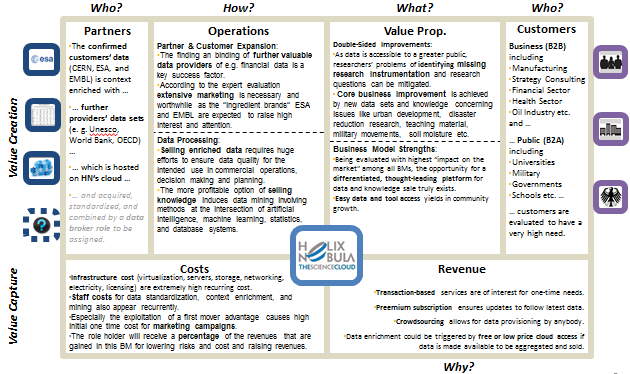 Who?
How?
What?
Who?
Value Creation
Value Capture
esa
Partners
•The confirmed
customers' data
(CERN, ESA, and
EMBL) is context
enriched with ...
•... further
providers' data sets
(e. g. Unesco,
World Bank, OECD)
...
•... which is hosted
on HN's cloud ...
•... and acquired,
standardized, and
combined by a data
broker role to be
assigned.
Operations
Partner & Customer Expansion:
•The finding an binding of further valuable
data providers of e.g. financial data is a
key success factor.
•According to the expert evaluation
extensive marketing is necessary and
worthwhile as the "ingredient brands" ESA
and EMBL are expected to raise high
interest and attention.
Data Processing:
•Selling enriched data requires huge
efforts to ensure data quality for the
intended use in commercial operations,
decision making and planning.
•The more profitable option of selling
knowledge induces data mining involving
methods at the intersection of artificial
intelligence, machine learning, statistics,
and database systems.
Value Prop.
Double-Sided Improvements:
•As data is accessible to a greater public,
researchers' problems of identifying missing
research instrumentation and research
questions can be mitigated.
• Core business improvement is achieved
by new data sets and knowledge concerning
issues like urban development, disaster
reduction research, teaching material,
military movements, soil moisture etc.
Business Model Strengths:
•Being evaluated with highest "impact on the
market" among all BMs, the opportunity for a
differentiated, thought-leading platform for
data and knowledge sale truly exists.
•Easy data and tool access yields in community
growth.
Customers
Business (B2B)
including
•Manufacturing
•Strategy Consulting
•Financial Sector
•Health Sector
•Oil Industry etc.
and ...
... Public (B2A)
including
•Universities
•Military
•Governments
•Schools etc. ...
... customers are
evaluated to have a
very high need.
HELIX
NEBULA
THESCIENCECLOUD
Costs
•Infrastructure cost (virtualization, servers, storage, networking,
electricity, licensing) are extremely high recurring cost.
•Staff costs for data standardization, context enrichment, and
mining also appear recurrently.
•Especially the exploitation of a first mover advantage causes high
initial one time cost for marketing campaigns.
•The role holder will receive a percentage of the revenues that are
gained in this BM for lowering risks and cost and raising revenues.
Revenue
•Transaction-based services are of interest for one-time needs.
•Preemium subscription ensures updates to follow latest data.
•Crowdsourcing allows for data provisioning by anybody.
•Data enrichment could be triggered by free or low price cloud access if
data is made available to be aggregated and sold.
Why?